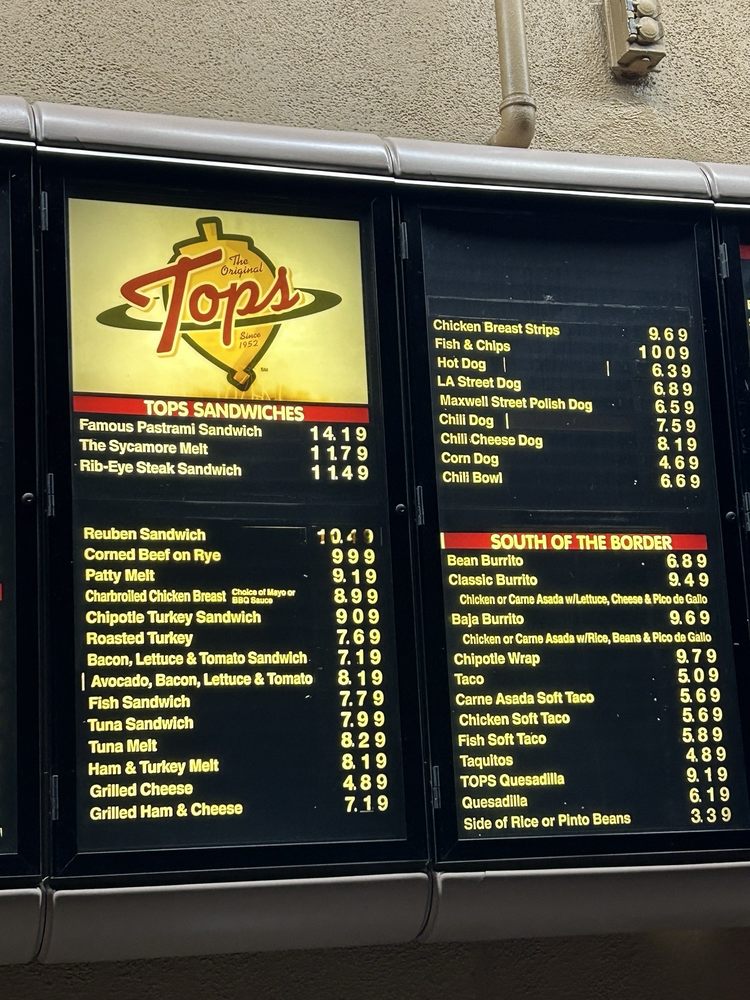 The
Original
Tops
Since
1952
SM
TOPS SANDWICHES
Famous Pastrami Sandwich 14.19
The Sycamore Melt 11.79
Rib-Eye Steak Sandwich 11.49
Reuben Sandwich 10.49
Corned Beef on Rye 999
Patty Melt 9.19
Charbroiled Chicken Breast Choice of Mayo or BBQ Sauce 8.99
Chipotle Turkey Sandwich 909
Roasted Turkey 7.69
Bacon, Lettuce & Tomato Sandwich 7.19
Avocado, Bacon, Lettuce & Tomato 8.19
Fish Sandwich 7.79
Tuna Sandwich 7.99
Tuna Melt 8.29
Ham & Turkey Melt 8.19
Grilled Cheese 4.89
Grilled Ham & Cheese 7.19
Chicken Breast Strips 9.69
Fish & Chips 1009
Hot Dog 6.39
LA Street Dog 6.89
Maxwell Street Polish Dog 6.59
Chili Dog 7.59
Chili Cheese Dog 8.19
Corn Dog 4.69
Chili Bowl 6.69
SOUTH OF THE BORDER
Bean Burrito 6.89
Classic Burrito 9.49
Chicken or Carne Asada w/Lettuce, Cheese & Pico de Gallo
Baja Burrito 9.69
Chicken or Carne Asada w/Rice, Beans & Pico de Gallo
Chipotle Wrap 9.79
Taco 5.09
Carne Asada Soft Taco 5.69
Chicken Soft Taco 5.69
Fish Soft Taco 5.89
Taquitos 4.89
TOPS Quesadilla 9.19
Quesadilla 6.19
Side of Rice or Pinto Beans 3.39